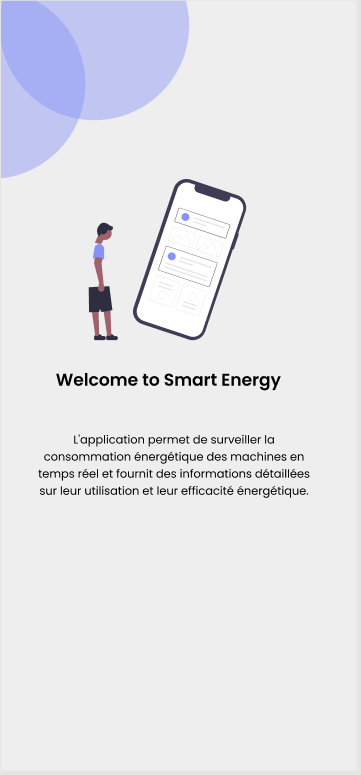 Welcome to Smart Energy
L'application permet de surveiller la
consommation énergétique des machines en
temps réel et fournit des informations détaillées
sur leur utilisation et leur efficacité énergétique.